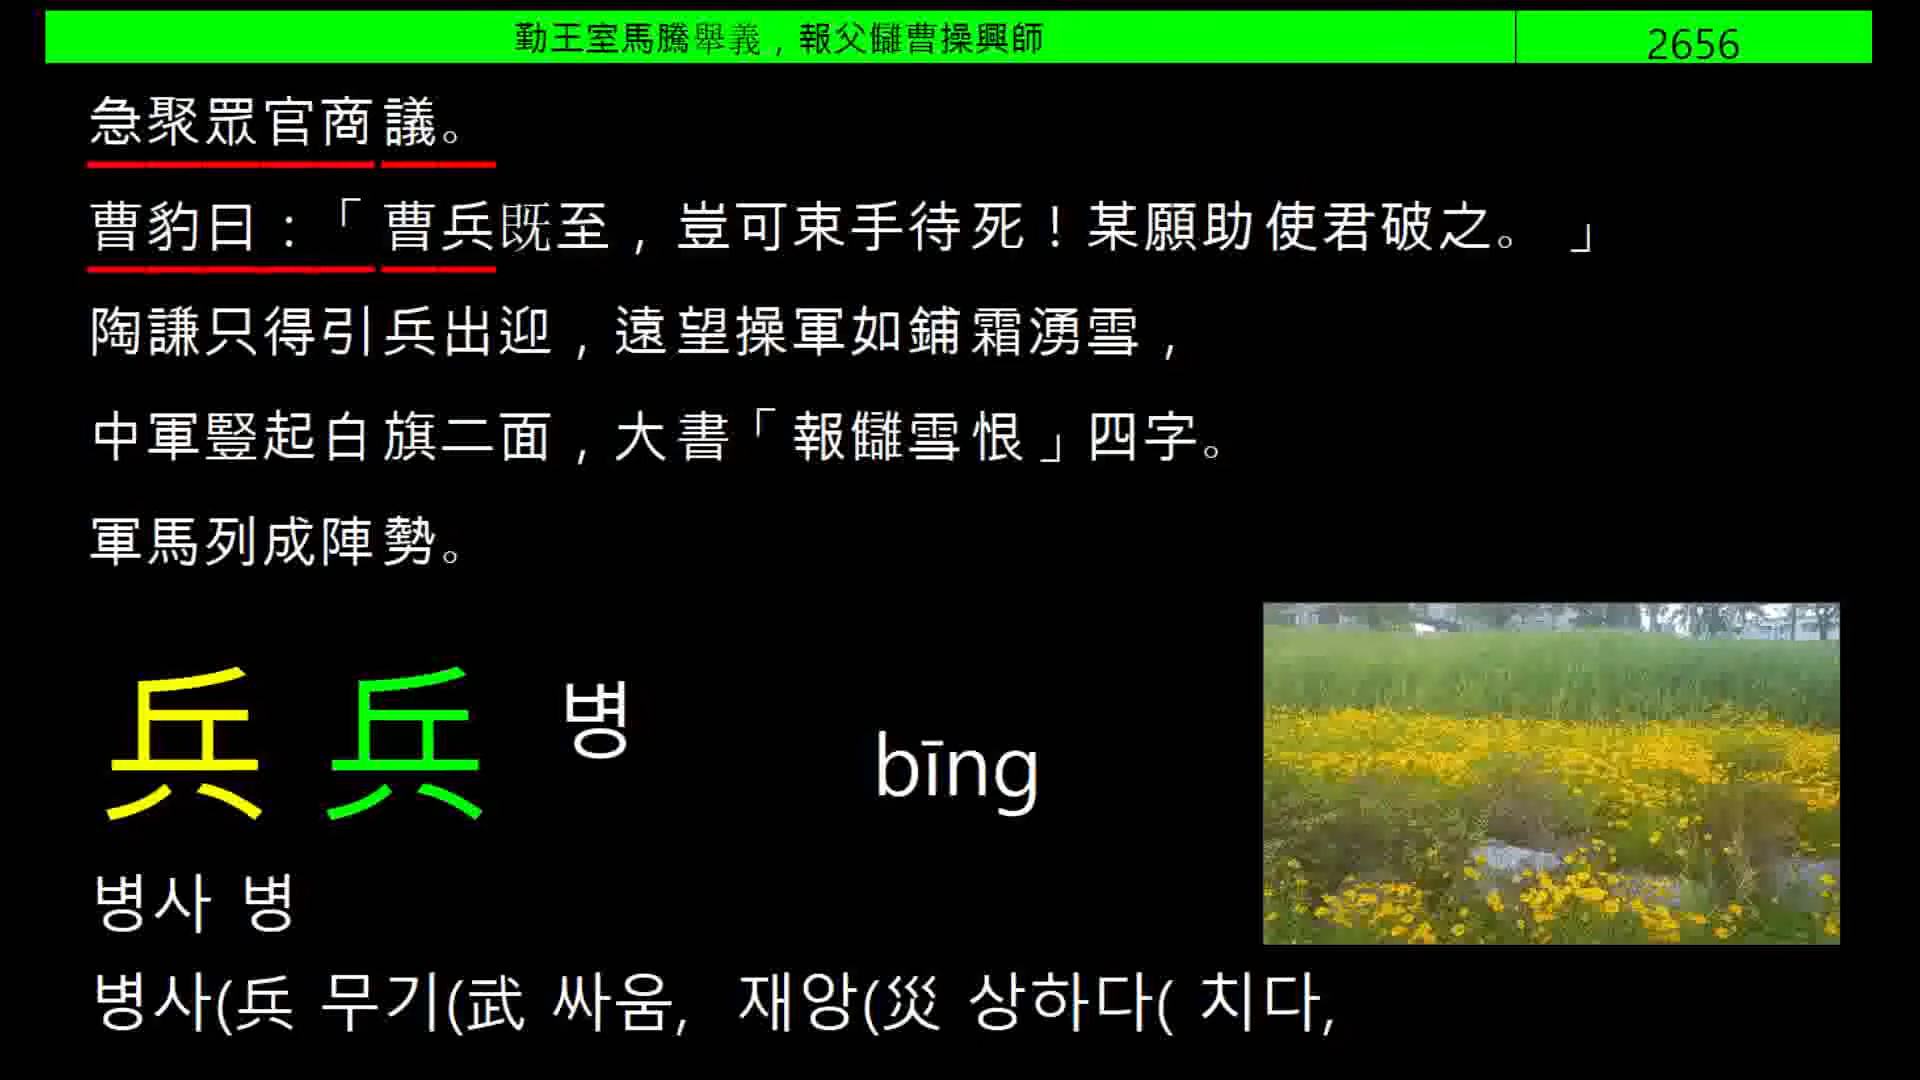 勤王室馬騰舉義，報父讎曹操興師
2656
急聚眾官商議。
曹豹曰：「曹兵既至，豈可束手待死！某願助使君破之。」
陶謙只得引兵出迎，遠望操軍如鋪霜湧雪，
中軍豎起白旗二面，大書「報讎雪恨」四字。
軍馬列成陣勢。
兵 兵 병 bīng
병사 병
병사(兵 무기(武 싸움, 재앙(災 상하다( 치다,